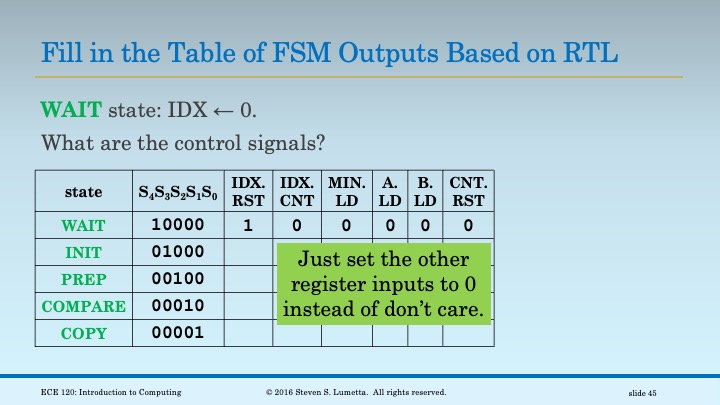 Fill in the Table of FSM Outputs Based on RTL
WAIT state: IDX ← 0.
What are the control signals?
state S₄S₃S₂S₁S₀ IDX. RST IDX. CNT MIN. LD A. LD B. LD CNT. RST
WAIT 10000 1 0 0 0 0 0
INIT 01000
PREP 00100
COMPARE 00010
COPY 00001
Just set the other
register inputs to 0
instead of don’t care.
ECE 120: Introduction to Computing © 2016 Steven S. Lumetta. All rights reserved. slide 45